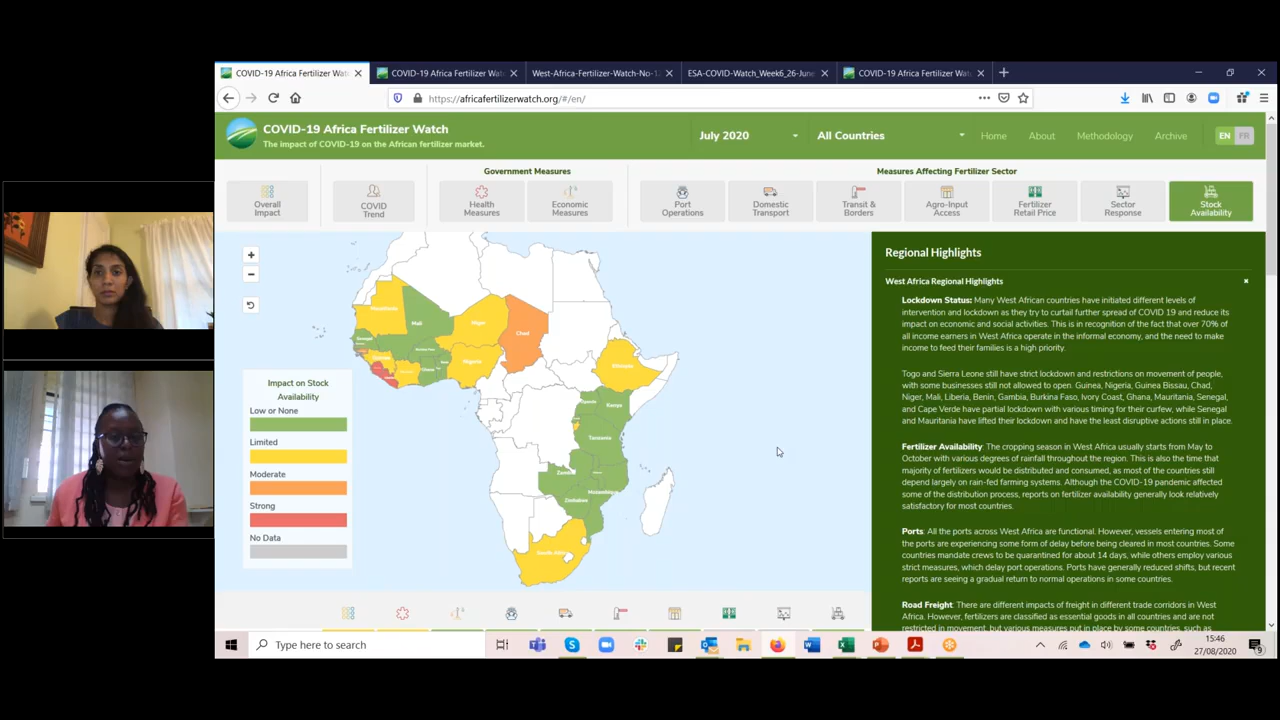 COVID-19 Africa Fertilizer Wat
COVID-19 Africa Fertilizer Wat
West-Africa-Fertilizer-Watch-No-1
ESA-COVID-Watch_Week6_26-June
COVID-19 Africa Fertilizer Wat
https://africafertilizerwatch.org/#/en/
COVID-19 Africa Fertilizer Watch
The impact of COVID-19 on the African fertilizer market.
July 2020
All Countries
Home
About
Methodology
Archive
EN
FR
Government Measures
Measures Affecting Fertilizer Sector
Overall
Impact
COVID
Trend
Health
Measures
Economic
Measures
Port
Operations
Domestic
Transport
Transit &
Borders
Agro-Input
Access
Fertilizer
Retail Price
Sector
Response
Stock
Availability
Mauritania
Mali
Niger
Chad
Senegal
Guinea
Nigeria
Ghana
Ethiopia
Uganda
Kenya
Tanzania
Zambia
Mozambique
Zimbabwe
South Africa
Impact on Stock
Availability
Low or None
Limited
Moderate
Strong
No Data
Regional Highlights
West Africa Regional Highlights
Lockdown Status: Many West African countries have initiated different levels of
intervention and lockdown as they try to curtail further spread of COVID 19 and reduce its
impact on economic and social activities. This is in recognition of the fact that over 70% of
all income earners in West Africa operate in the informal economy, and the need to make
income to feed their families is a high priority.
Togo and Sierra Leone still have strict lockdown and restrictions on movement of people,
with some businesses still not allowed to open. Guinea, Nigeria, Guinea Bissau, Chad,
Niger, Mali, Liberia, Benin, Gambia, Burkina Faso, Ivory Coast, Ghana, Mauritania, Senegal,
and Cape Verde have partial lockdown with various timing for their curfew, while Senegal
and Mauritania have lifted their lockdown and have the least disruptive actions still in place.
Fertilizer Availability: The cropping season in West Africa usually starts from May to
October with various degrees of rainfall throughout the region. This is also the time that
majority of fertilizers would be distributed and consumed, as most of the countries still
depend largely on rain-fed farming systems. Although the COVID-19 pandemic affected
some of the distribution process, reports on fertilizer availability generally look relatively
satisfactory for most countries.
Ports: All the ports across West Africa are functional. However, vessels entering most of
the ports are experiencing some form of delay before being cleared in most countries. Some
countries mandate crews to be quarantined for about 14 days, while others employ various
strict measures, which delay port operations. Ports have generally reduced shifts, but recent
reports are seeing a gradual return to normal operations in some countries.
Road Freight: There are different impacts of freight in different trade corridors in West
Africa. However, fertilizers are classified as essential goods in all countries and are not
restricted in movement, but various measures put in place by some countries, such as
Type here to search
15:46
27/08/2020
9